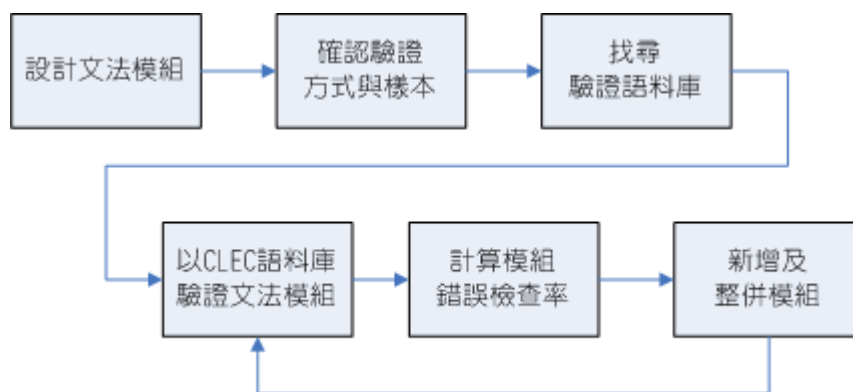 設計文法模組
確認驗證
方式與樣本
找尋
驗證語料庫
以CLEC語料庫
驗證文法模組
計算模組
錯誤檢查率
新增及
整併模組